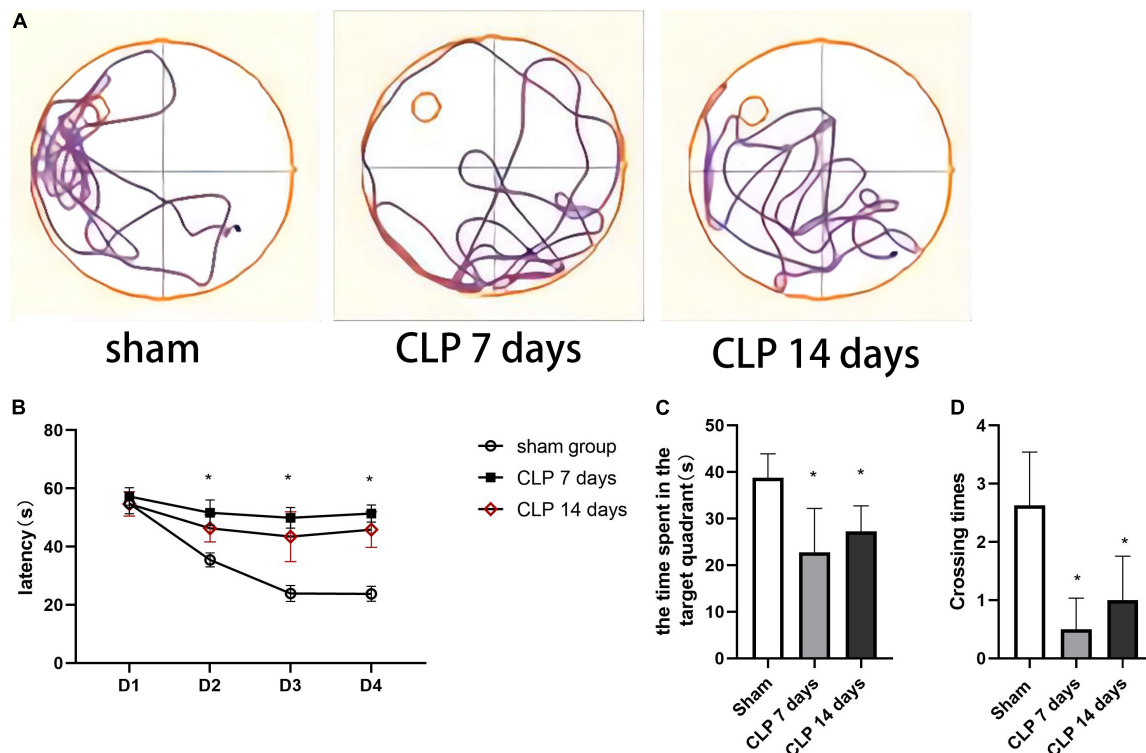 A
sham
CLP 7 days
CLP 14 days
B
latency(s)
80
60
40
20
0
D1
D2
D3
D4
*
*
*
sham group
CLP 7 days
CLP 14 days
C
the time spent in the
target quadrant(s)
50
40
30
20
10
0
*
*
Sham
CLP 7 days
CLP 14 days
D
Crossing times
4
3
2
1
0
*
*
Sham
CLP 7 days
CLP 14 days